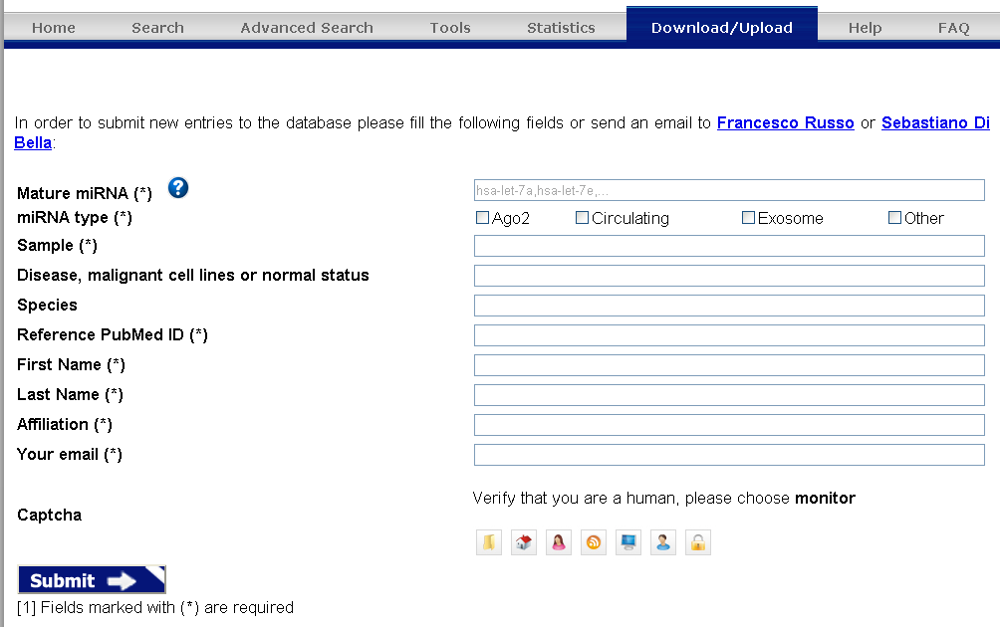 Home Search Advanced Search Tools Statistics Download/Upload Help FAQ
In order to submit new entries to the database please fill the following fields or send an email to Francesco Russo or Sebastiano Di
Bella:
Mature miRNA (*) ? hsa-let-7a,hsa-let-7e,...
miRNA type (*) Ago2 Circulating Exosome Other
Sample (*)
Disease, malignant cell lines or normal status
Species
Reference PubMed ID (*)
First Name (*)
Last Name (*)
Affiliation (*)
Your email (*)
Verify that you are a human, please choose monitor
Captcha
Submit
[1] Fields marked with (*) are required